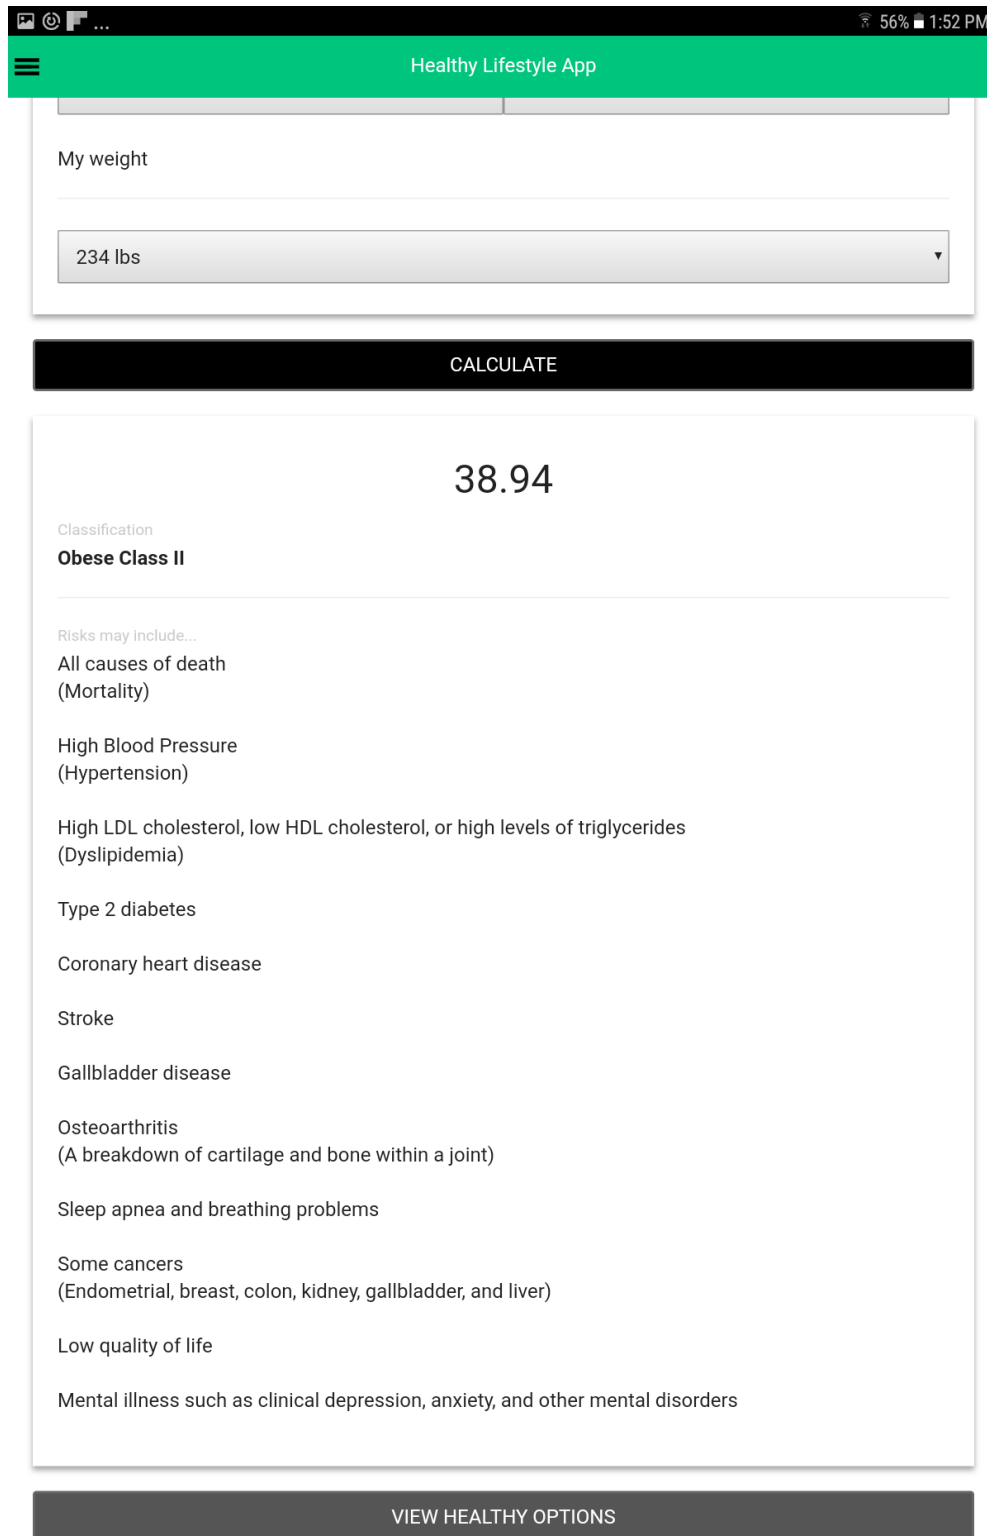 ... 56% 1:52 PM
Healthy Lifestyle App
My weight
234 lbs
CALCULATE
38.94
Classification
Obese Class II
Risks may include...
All causes of death
(Mortality)
High Blood Pressure
(Hypertension)
High LDL cholesterol, low HDL cholesterol, or high levels of triglycerides
(Dyslipidemia)
Type 2 diabetes
Coronary heart disease
Stroke
Gallbladder disease
Osteoarthritis
(A breakdown of cartilage and bone within a joint)
Sleep apnea and breathing problems
Some cancers
(Endometrial, breast, colon, kidney, gallbladder, and liver)
Low quality of life
Mental illness such as clinical depression, anxiety, and other mental disorders
VIEW HEALTHY OPTIONS